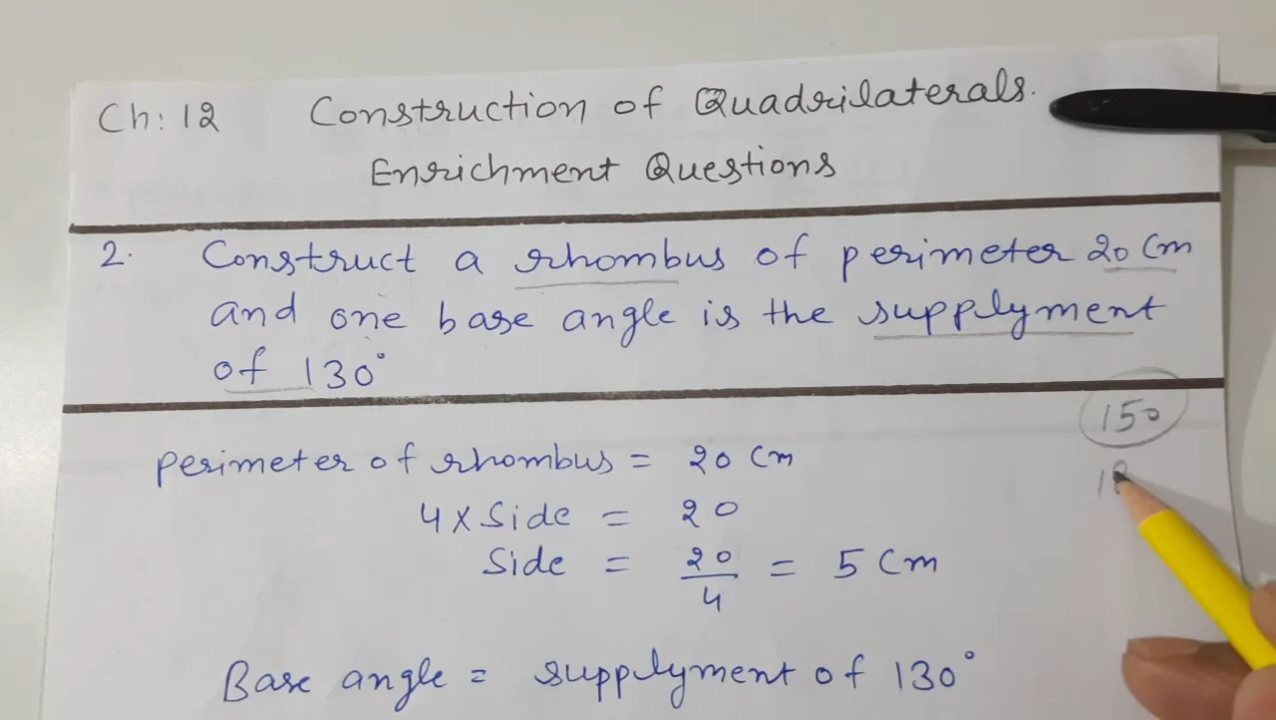 Ch: 12 Construction of Quadrilaterals.
Enrichment Questions
2. Construct a rhombus of perimeter 20 Cm
and one base angle is the supplyment
of 130°
150
18
perimeter of rhombus = 20 Cm
4 x Side = 20
Side = 20/4 = 5 Cm
Base angle = supplyment of 130°